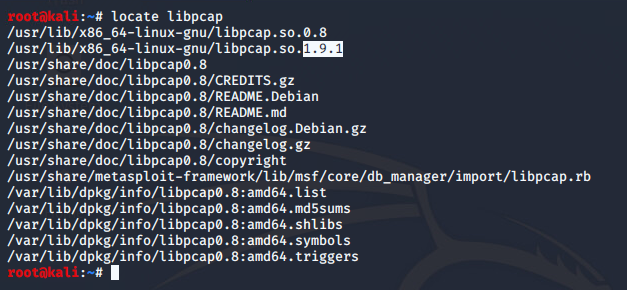 root@kali:~# locate libpcap
/usr/lib/x86_64-linux-gnu/libpcap.so.0.8
/usr/lib/x86_64-linux-gnu/libpcap.so.1.9.1
/usr/share/doc/libpcap0.8
/usr/share/doc/libpcap0.8/CREDITS.gz
/usr/share/doc/libpcap0.8/README.Debian
/usr/share/doc/libpcap0.8/README.md
/usr/share/doc/libpcap0.8/changelog.Debian.gz
/usr/share/doc/libpcap0.8/changelog.gz
/usr/share/doc/libpcap0.8/copyright
/usr/share/metasploit-framework/lib/msf/core/db_manager/import/libpcap.rb
/var/lib/dpkg/info/libpcap0.8:amd64.list
/var/lib/dpkg/info/libpcap0.8:amd64.md5sums
/var/lib/dpkg/info/libpcap0.8:amd64.shlibs
/var/lib/dpkg/info/libpcap0.8:amd64.symbols
/var/lib/dpkg/info/libpcap0.8:amd64.triggers
root@kali:~#